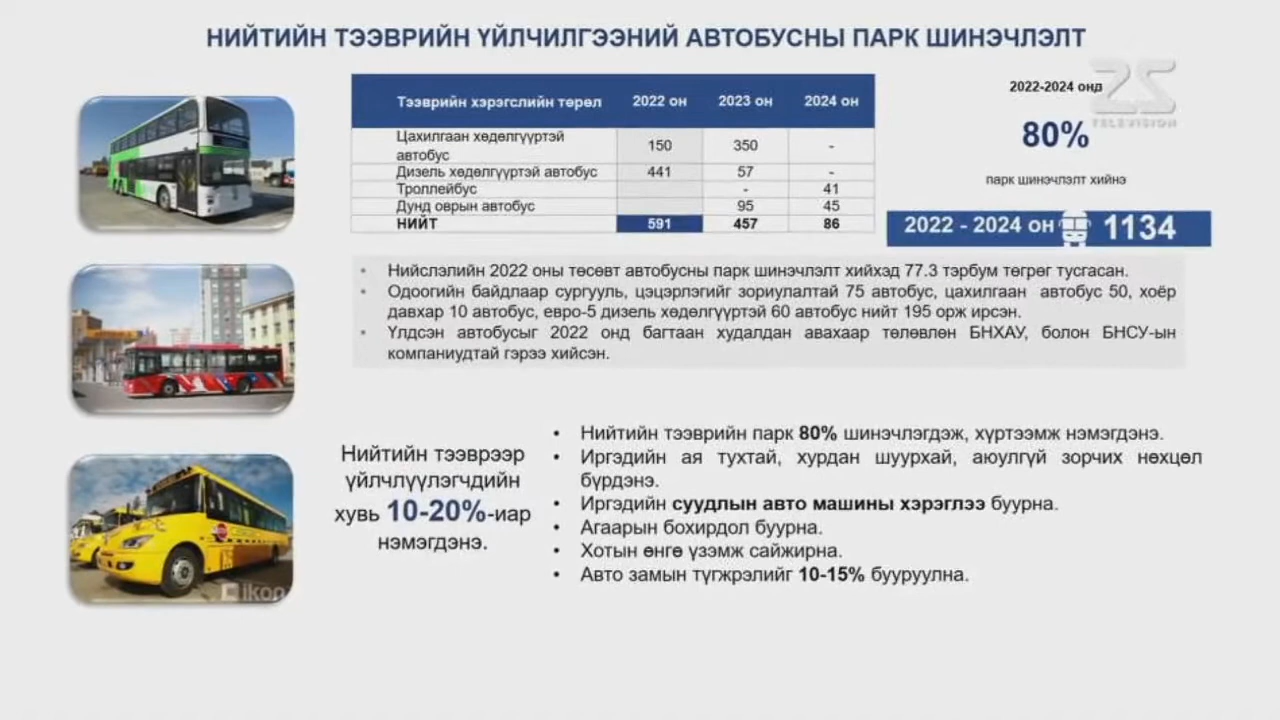 НИЙТИЙН ТЭЭВРИЙН ҮЙЛЧИЛГЭЭНИЙ АВТОБУСНЫ ПАРК ШИНЭЧЛЭЛТ
Тээврийн хэрэгслийн төрөл 2022 он 2023 он 2024 он
Цахилгаан хөдөлгүүртэй
автобус 150 350 -
Дизель хөдөлгүүртэй автобус 441 57 -
Троллейбус - 41
Дунд оврын автобус 95 45
НИЙТ 591 457 86
2022-2024 онд
25
TELEVISION
80%
парк шинэчлэлт хийнэ
2022 - 2024 он 1134
• Нийслэлийн 2022 оны төсөвт автобусны парк шинэчлэлт хийхэд 77.3 тэрбум төгрөг тусгасан.
• Одоогийн байдлаар сургууль, цэцэрлэгийг зориулалтай 75 автобус, цахилгаан автобус 50, хоёр
давхар 10 автобус, евро-5 дизель хөдөлгүүртэй 60 автобус нийт 195 орж ирсэн.
• Үлдсэн автобусыг 2022 онд багтаан худалдан авахаар төлөвлөн БНХАУ, болон БНСУ-ын
компаниудтай гэрээ хийсэн.
Нийтийн тээврээр
үйлчлүүлэгчдийн
хувь 10-20%-иар
нэмэгдэнэ.
• Нийтийн тээврийн парк 80% шинэчлэгдэж, хүртээмж нэмэгдэнэ.
• Иргэдийн ая тухтай, хурдан шуурхай, аюулгүй зорчих нөхцөл
бүрдэнэ.
• Иргэдийн суудлын авто машины хэрэглээ буурна.
• Агаарын бохирдол буурна.
• Хотын өнгө үзэмж сайжирна.
• Авто замын түгжрэлийг 10-15% бууруулна.
ikon